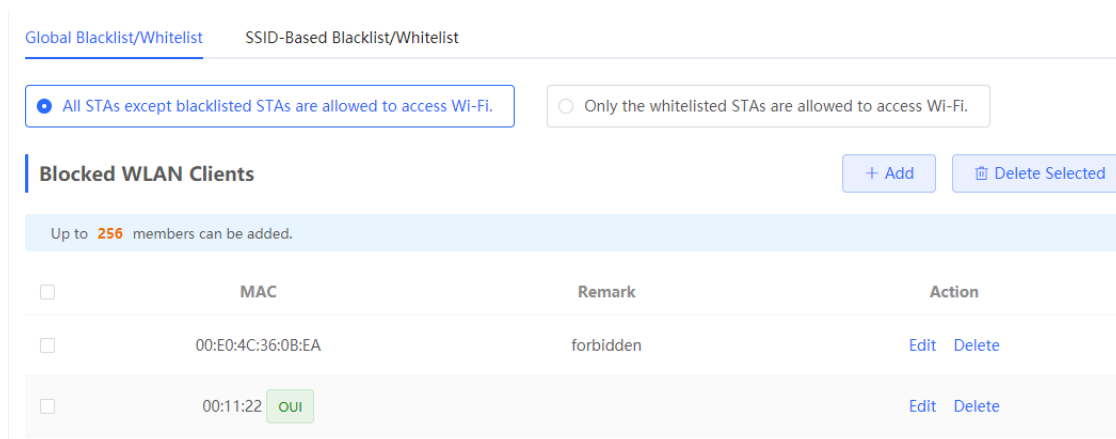 Global Blacklist/Whitelist SSID-Based Blacklist/Whitelist
All STAs except blacklisted STAs are allowed to access Wi-Fi. Only the whitelisted STAs are allowed to access Wi-Fi.
Blocked WLAN Clients + Add Delete Selected
Up to 256 members can be added.
MAC Remark Action
00:E0:4C:36:0B:EA forbidden Edit Delete
00:11:22 OUI Edit Delete